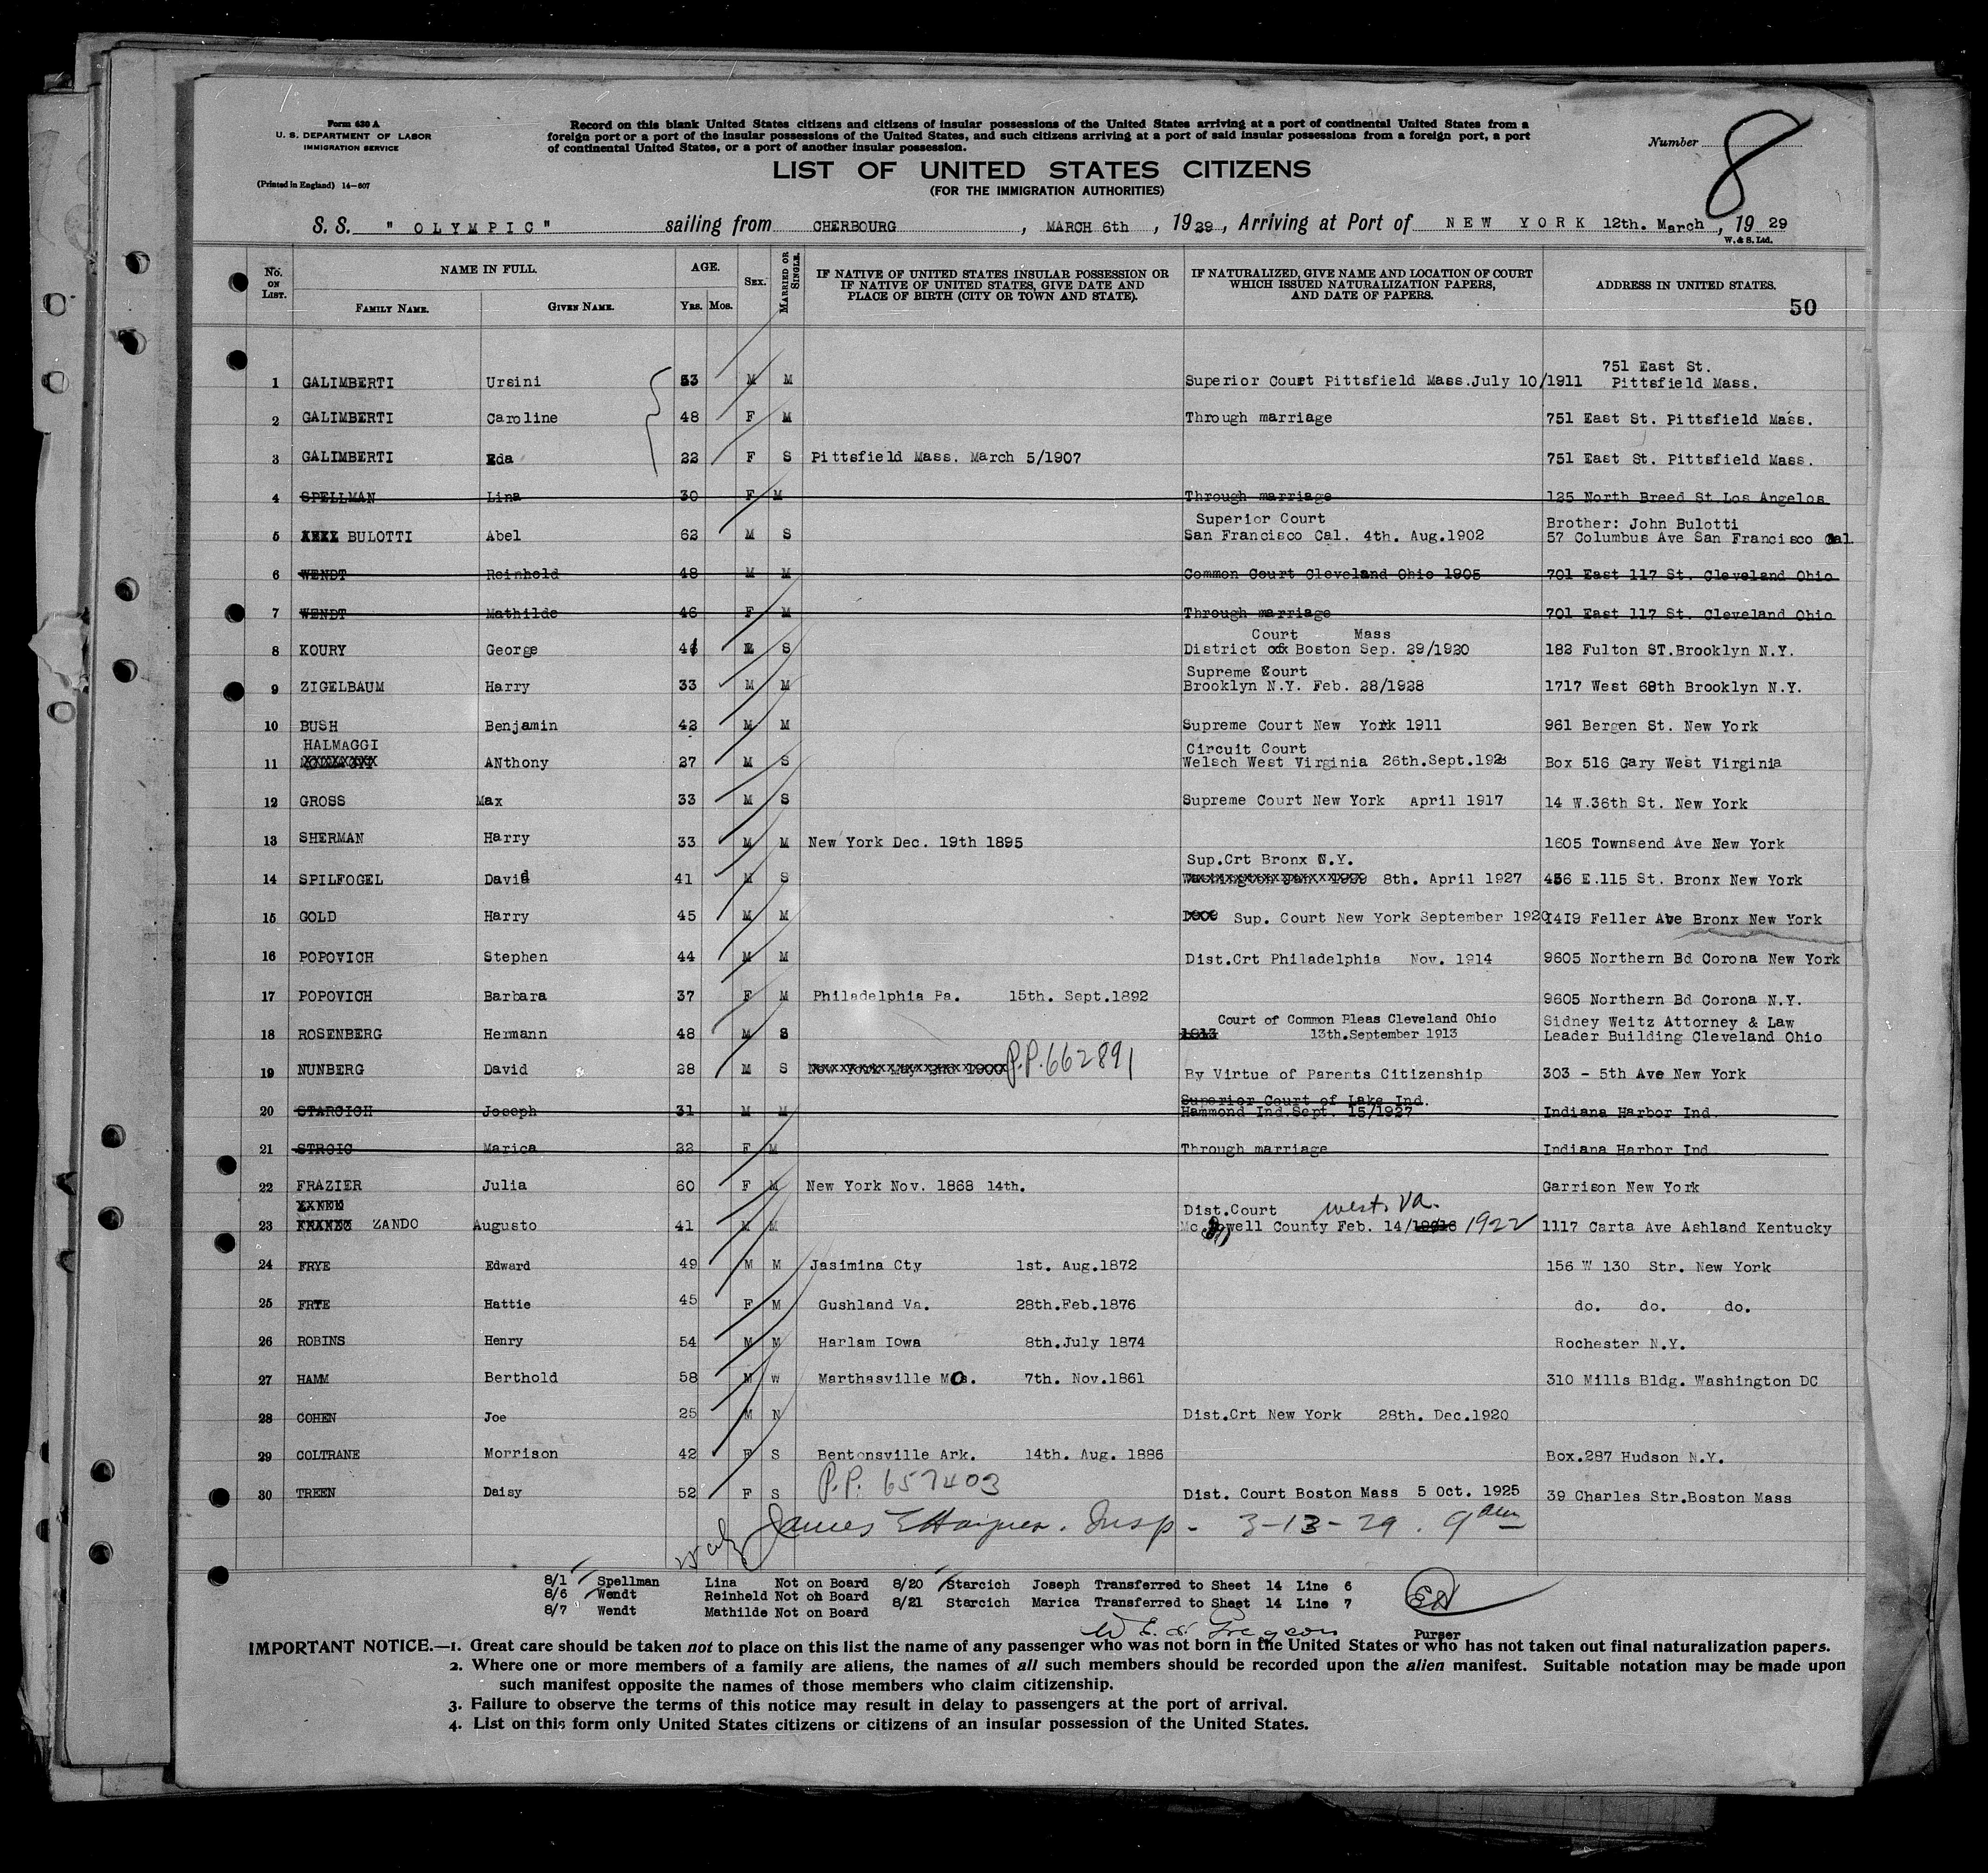 Form 630 A
U. S. DEPARTMENT OF LABOR
IMMIGRATION SERVICE
(Printed in England) 14-607
Record on this blank United States citizens and citizens of insular possessions of the United States arriving at a port of continental United States from a
foreign port or a port of the insular possessions of the United States, and such citizens arriving at a port of said insular possessions from a foreign port, a port
of continental United States, or a port of another insular possession.
Number 8
LIST OF UNITED STATES CITIZENS
(FOR THE IMMIGRATION AUTHORITIES)
S. S. "OLYMPIC" sailing from CHERBOURG, MARCH 6th, 1929, Arriving at Port of NEW YORK 12th. March, 1929
W. & S. Ltd.
No. ON LIST. NAME IN FULL. FAMILY NAME. GIVEN NAME. AGE. Yrs. Mos. SEX. MARRIED OR SINGLE. IF NATIVE OF UNITED STATES INSULAR POSSESSION OR IF NATIVE OF UNITED STATES, GIVE DATE AND PLACE OF BIRTH (CITY OR TOWN AND STATE). IF NATURALIZED, GIVE NAME AND LOCATION OF COURT WHICH ISSUED NATURALIZATION PAPERS, AND DATE OF PAPERS. ADDRESS IN UNITED STATES.
50
1 GALIMBERTI Ursini 53 M M Superior Court Pittsfield Mass.July 10/1911 751 East St. Pittsfield Mass.
2 GALIMBERTI Caroline 48 F M Through marriage 751 East St. Pittsfield Mass.
3 GALIMBERTI Eda 22 F S Pittsfield Mass. March 5/1907 751 East St. Pittsfield Mass.
4 SPELLMAN Lina 30 F M Through marriage 125 North Breed St.Los Angelos
5 BULOTTI Abel 62 M S Superior Court San Francisco Cal. 4th. Aug.1902 Brother: John Bulotti 57 Columbus Ave San Francisco Cal
6 WENDT Reinhold 48 M M Common Court Cleveland Ohio 1905 701 East 117 St. Cleveland Ohio
7 WENDT Mathilde 46 F M Through marriage 701 East 117 St. Cleveland Ohio
8 KOURY George M S District Court Boston Mass Sep. 29/1920 182 Fulton ST.Brooklyn N.Y.
9 ZIGELBAUM Harry 33 M M Supreme Court Brooklyn N.Y. Feb. 28/1928 1717 West 68th Brooklyn N.Y.
10 BUSH Benjamin 42 M M Supreme Court New York 1911 961 Bergen St. New York
11 HALMAGGI ANthony 27 M S Circuit Court Welsch West Virginia 26th.Sept.1928 Box 516 Gary West Virginia
12 GROSS Max 33 M S Supreme Court New York April 1917 14 W.36th St. New York
13 SHERMAN Harry 33 M M New York Dec. 19th 1895 1605 Townsend Ave New York
14 SPILFOGEL David 41 M S Sup.Crt Bronx N.Y. 8th. April 1927 456 E.115 St. Bronx New York
15 GOLD Harry 45 M M 1909 Sup. Court New York September 1920 1419 Feller Ave Bronx New York
16 POPOVICH Stephen 44 M M Dist.Crt Philadelphia Nov. 1914 9605 Northern Bd Corona New York
17 POPOVICH Barbara 37 F M Philadelphia Pa. 15th. Sept.1892 9605 Northern Bd Corona N.Y.
18 ROSENBERG Hermann 48 M S 1913 Court of Common Pleas Cleveland Ohio 13th.September 1913 Sidney Weitz Attorney & Law Leader Building Cleveland Ohio
19 NUNBERG David 28 M S P.P. 662891 By Virtue of Parents Citizenship 303 - 5th Ave New York
20 STARCICH Joseph 31 M M Superior Court of Lake Ind. Hammond Ind.Sept. 15/1927 Indiana Harbor Ind.
21 STROIC Marica 22 F M Through marriage Indiana Harbor Ind
22 FRAZIER Julia 60 F M New York Nov. 1868 14th. Garrison New York
23 ZANDO Augusto 41 M M Dist.Court West. Va. Mc.Dowell County Feb. 14/ 1922 1117 Carta Ave Ashland Kentucky
24 FRYE Edward 49 M M Jasimina Cty 1st. Aug.1872 156 W 130 Str. New York
25 FRYE Hattie 45 F M Gushland Va. 28th.Feb.1876 do. do. do.
26 ROBINS Henry 54 M M Harlam Iowa 8th.July 1874 Rochester N.Y.
27 HAMM Berthold 58 M W Marthasville Mo. 7th. Nov.1861 310 Mills Bldg. Washington DC
28 COHEN Joe 25 M N Dist.Crt New York 28th. Dec.1920
29 COLTRANE Morrison 42 F S Bentonsville Ark. 14th. Aug. 1886 Box.287 Hudson N.Y.
30 TREEN Daisy 52 F S P.P. 657403 Dist. Court Boston Mass 5 Oct. 1925 39 Charles Str.Boston Mass
James Insp. 3-13-29. 9 am
8/1 Spellman Lina Not on Board 8/20 Starcich Joseph Transferred to Sheet 14 Line 6
8/6 Wendt Reinheld Not on Board 8/21 Starcich Marica Transferred to Sheet 14 Line 7
8/7 Wendt Mathilde Not on Board
Purser
IMPORTANT NOTICE.—1. Great care should be taken not to place on this list the name of any passenger who was not born in the United States or who has not taken out final naturalization papers.
2. Where one or more members of a family are aliens, the names of all such members should be recorded upon the alien manifest. Suitable notation may be made upon
such manifest opposite the names of those members who claim citizenship.
3. Failure to observe the terms of this notice may result in delay to passengers at the port of arrival.
4. List on this form only United States citizens or citizens of an insular possession of the United States.